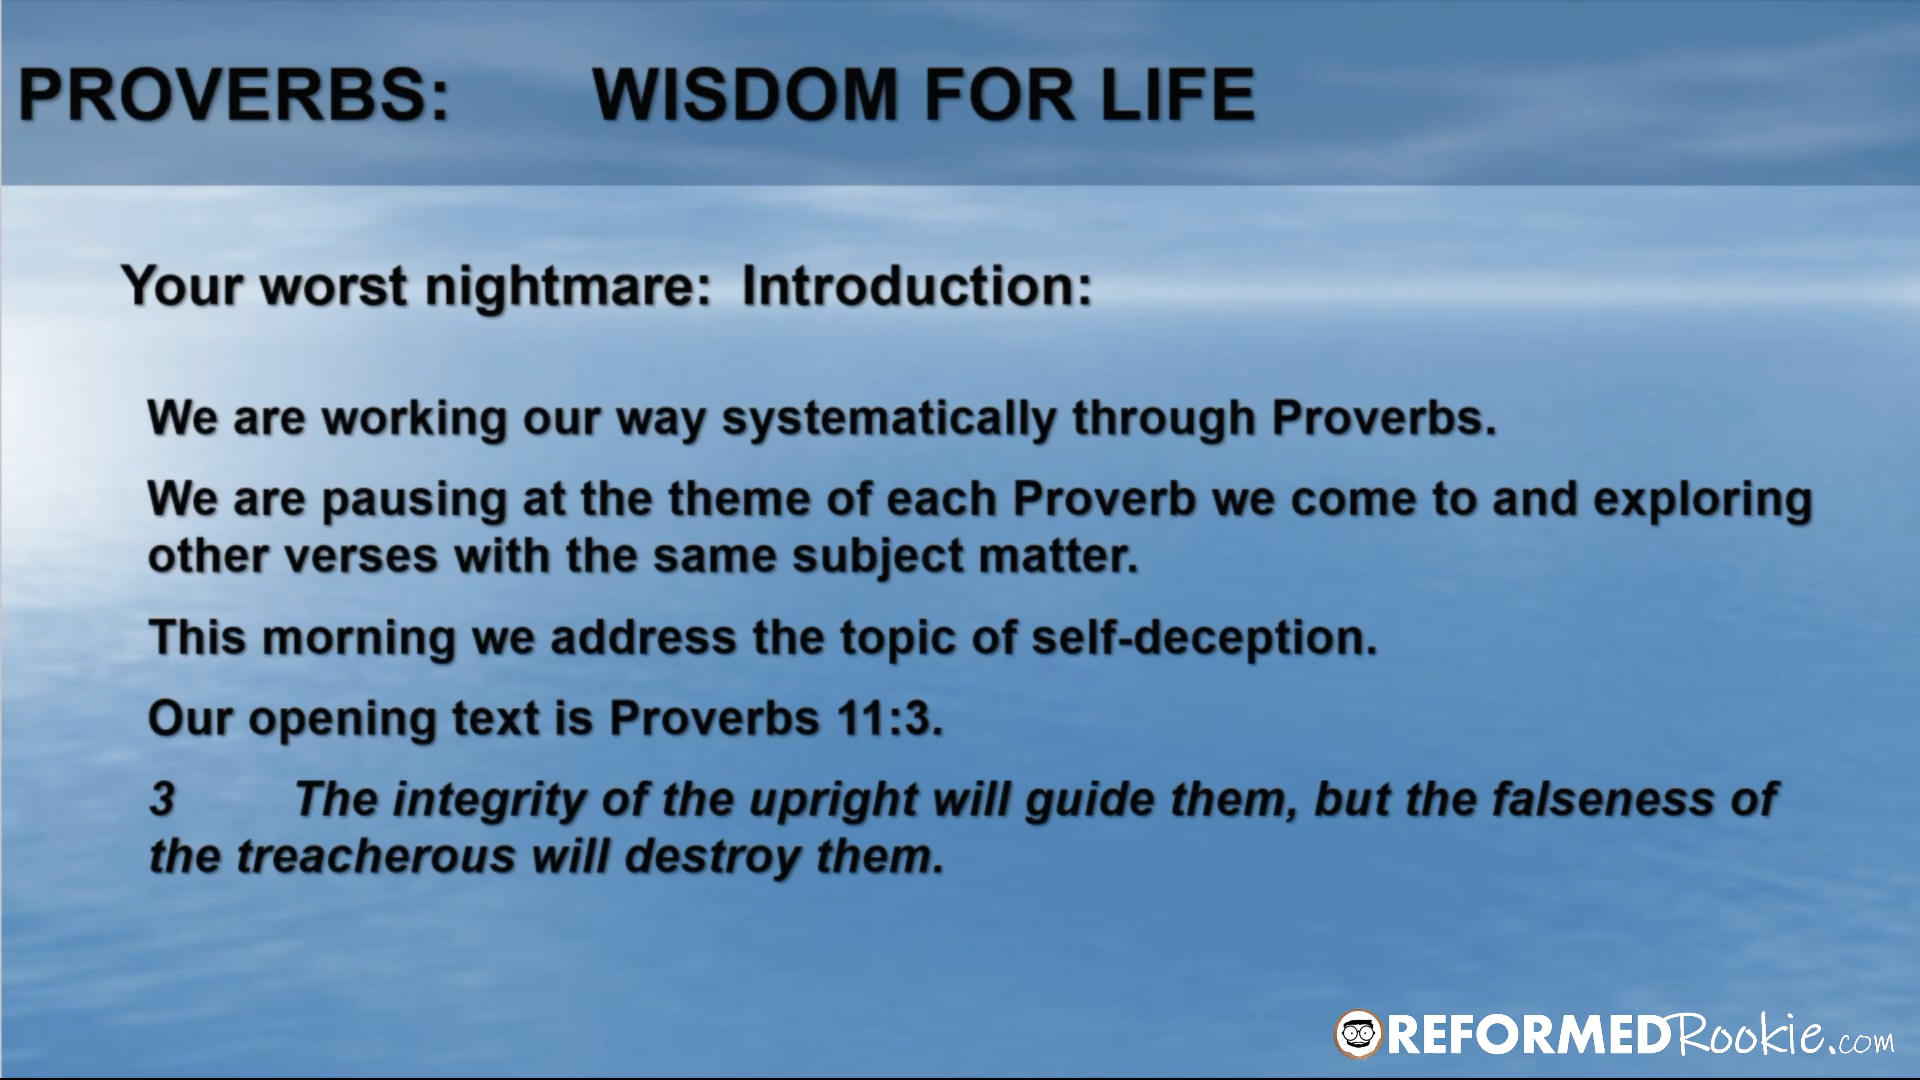 PROVERBS: WISDOM FOR LIFE
Your worst nightmare: Introduction:
We are working our way systematically through Proverbs.
We are pausing at the theme of each Proverb we come to and exploring
other verses with the same subject matter.
This morning we address the topic of self-deception.
Our opening text is Proverbs 11:3.
3 The integrity of the upright will guide them, but the falseness of
the treacherous will destroy them.
REFORMEDRookie.com